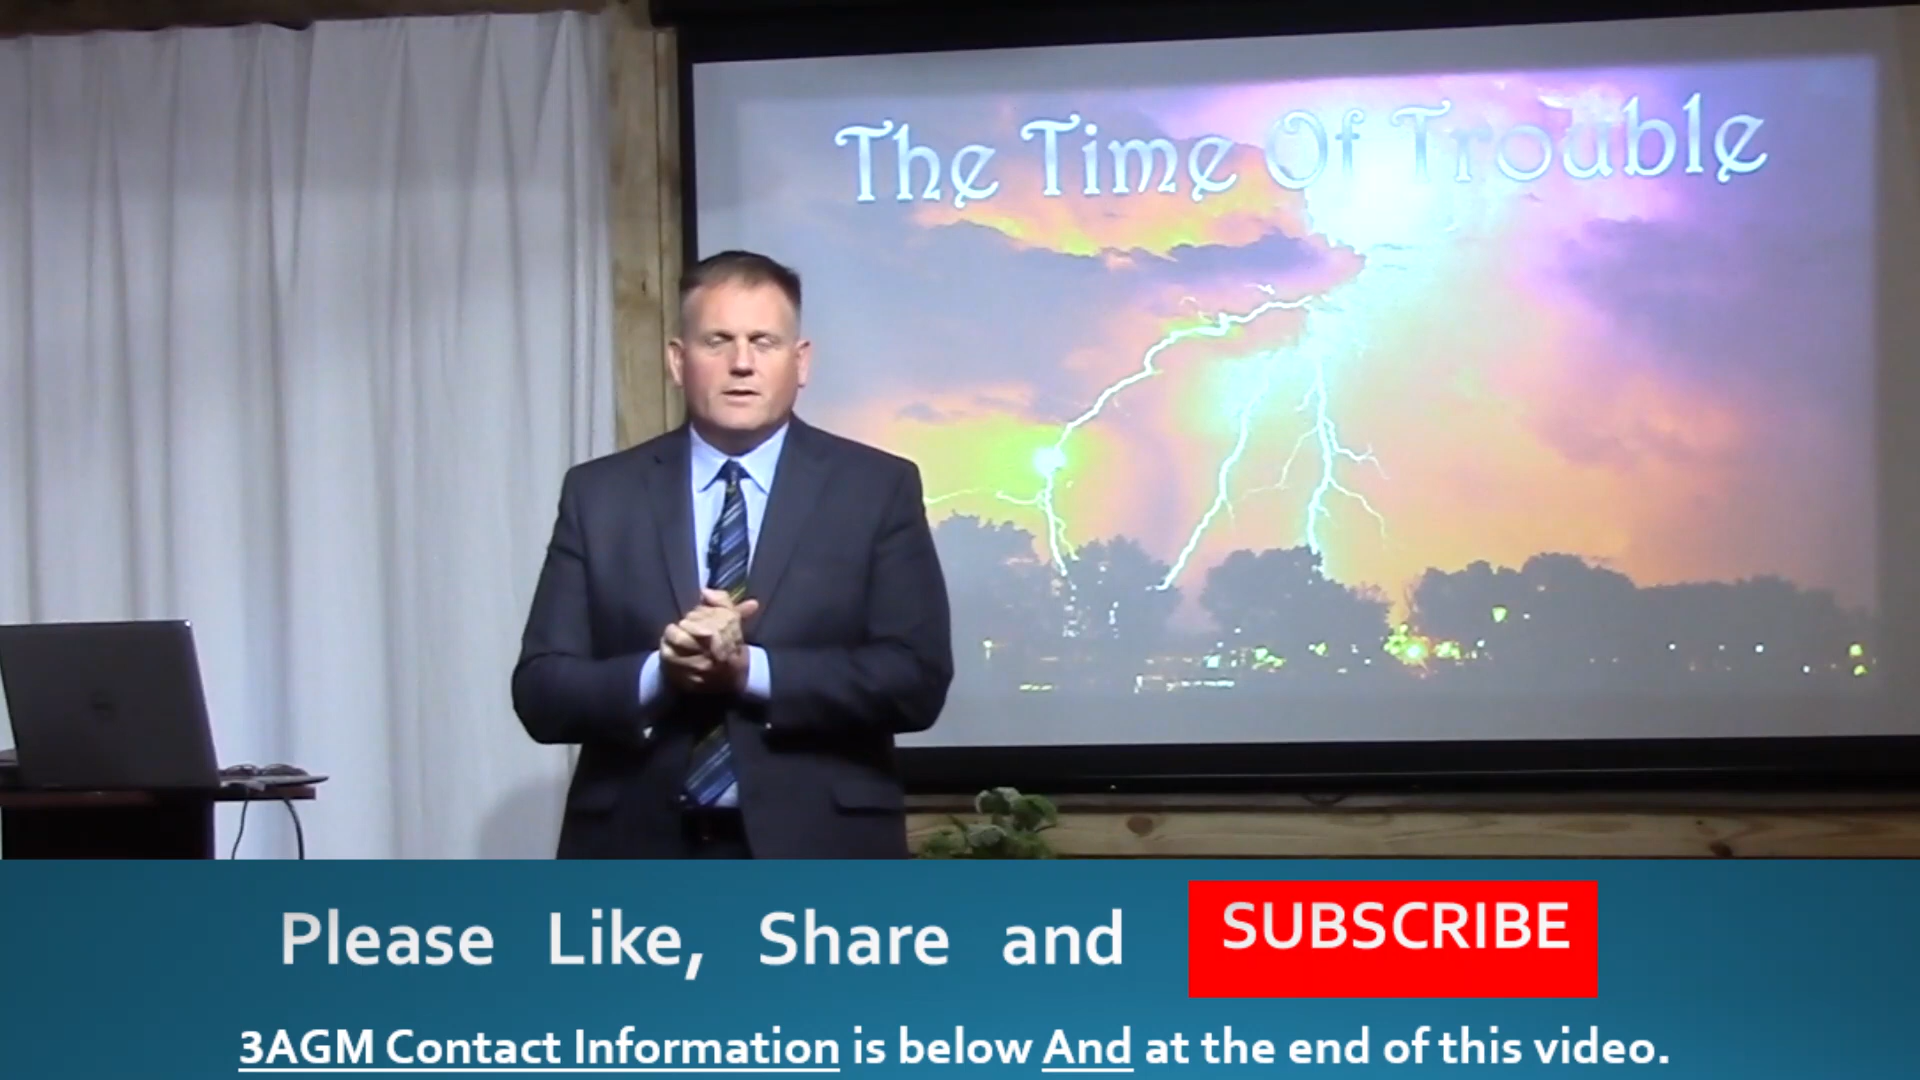 The Time Of Trouble
Please Like, Share and SUBSCRIBE
3AGM Contact Information is below And at the end of this video.